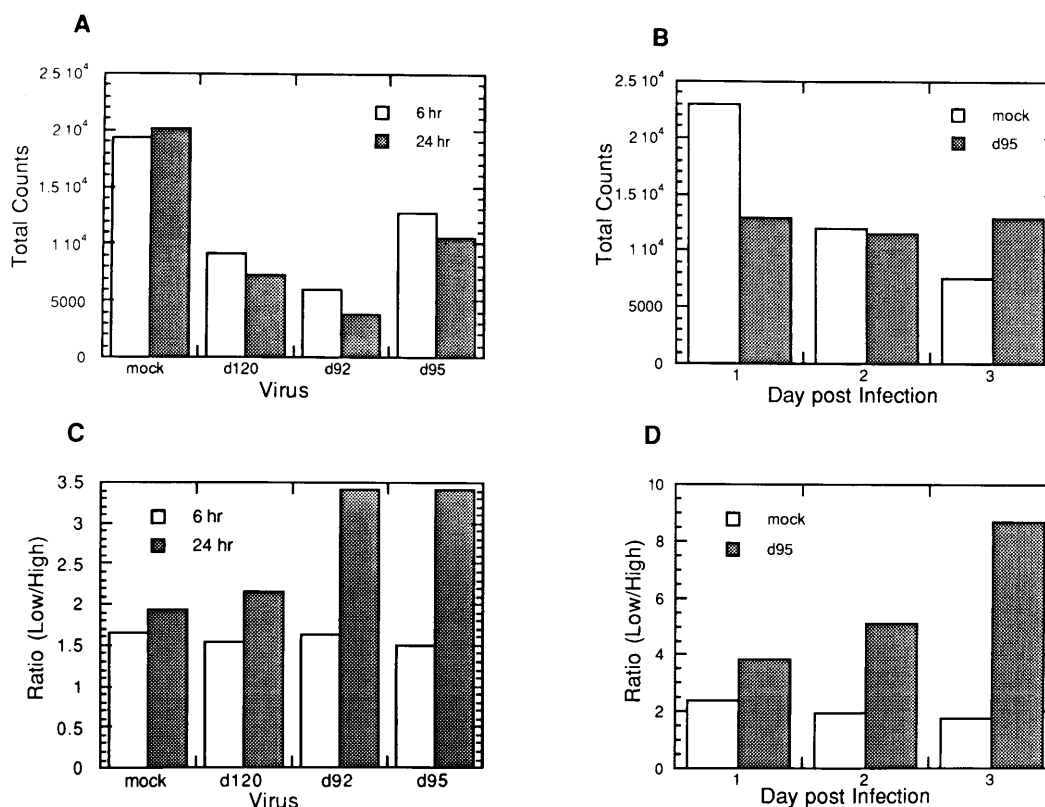 A
2.5 10⁴
2 10⁴
1.5 10⁴
1 10⁴
5000
0
Total Counts
6 hr
24 hr
mock d120 d92 d95
Virus
B
2.5 10⁴
2 10⁴
1.5 10⁴
1 10⁴
5000
0
Total Counts
mock
d95
1 2 3
Day post Infection
C
3.5
3
2.5
2
1.5
1
0.5
0
Ratio (Low/High)
6 hr
24 hr
mock d120 d92 d95
Virus
D
10
8
6
4
2
0
Ratio (Low/High)
mock
d95
1 2 3
Day post Infection